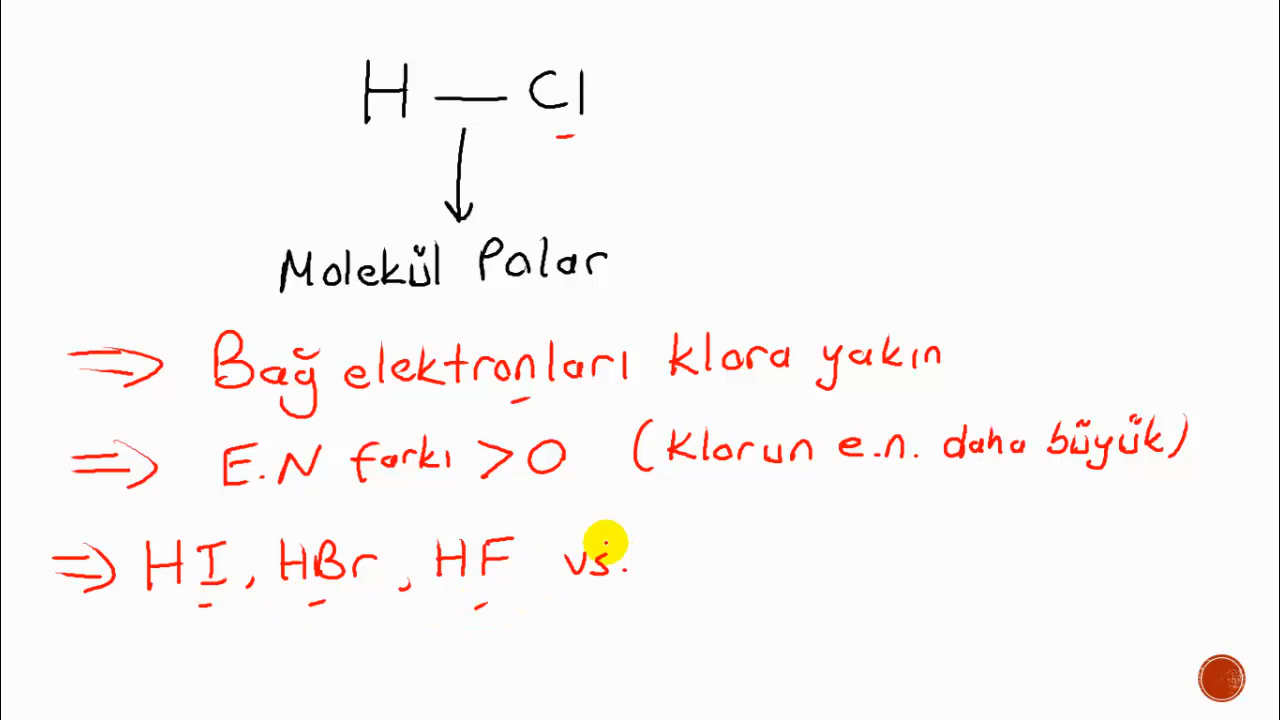 H — Cl
Molekül Polar
⇒ Bağ elektronları klora yakın
⇒ E.N farkı >0 (Klorun e.n. daha büyük)
⇒ HI, HBr, HF vs.